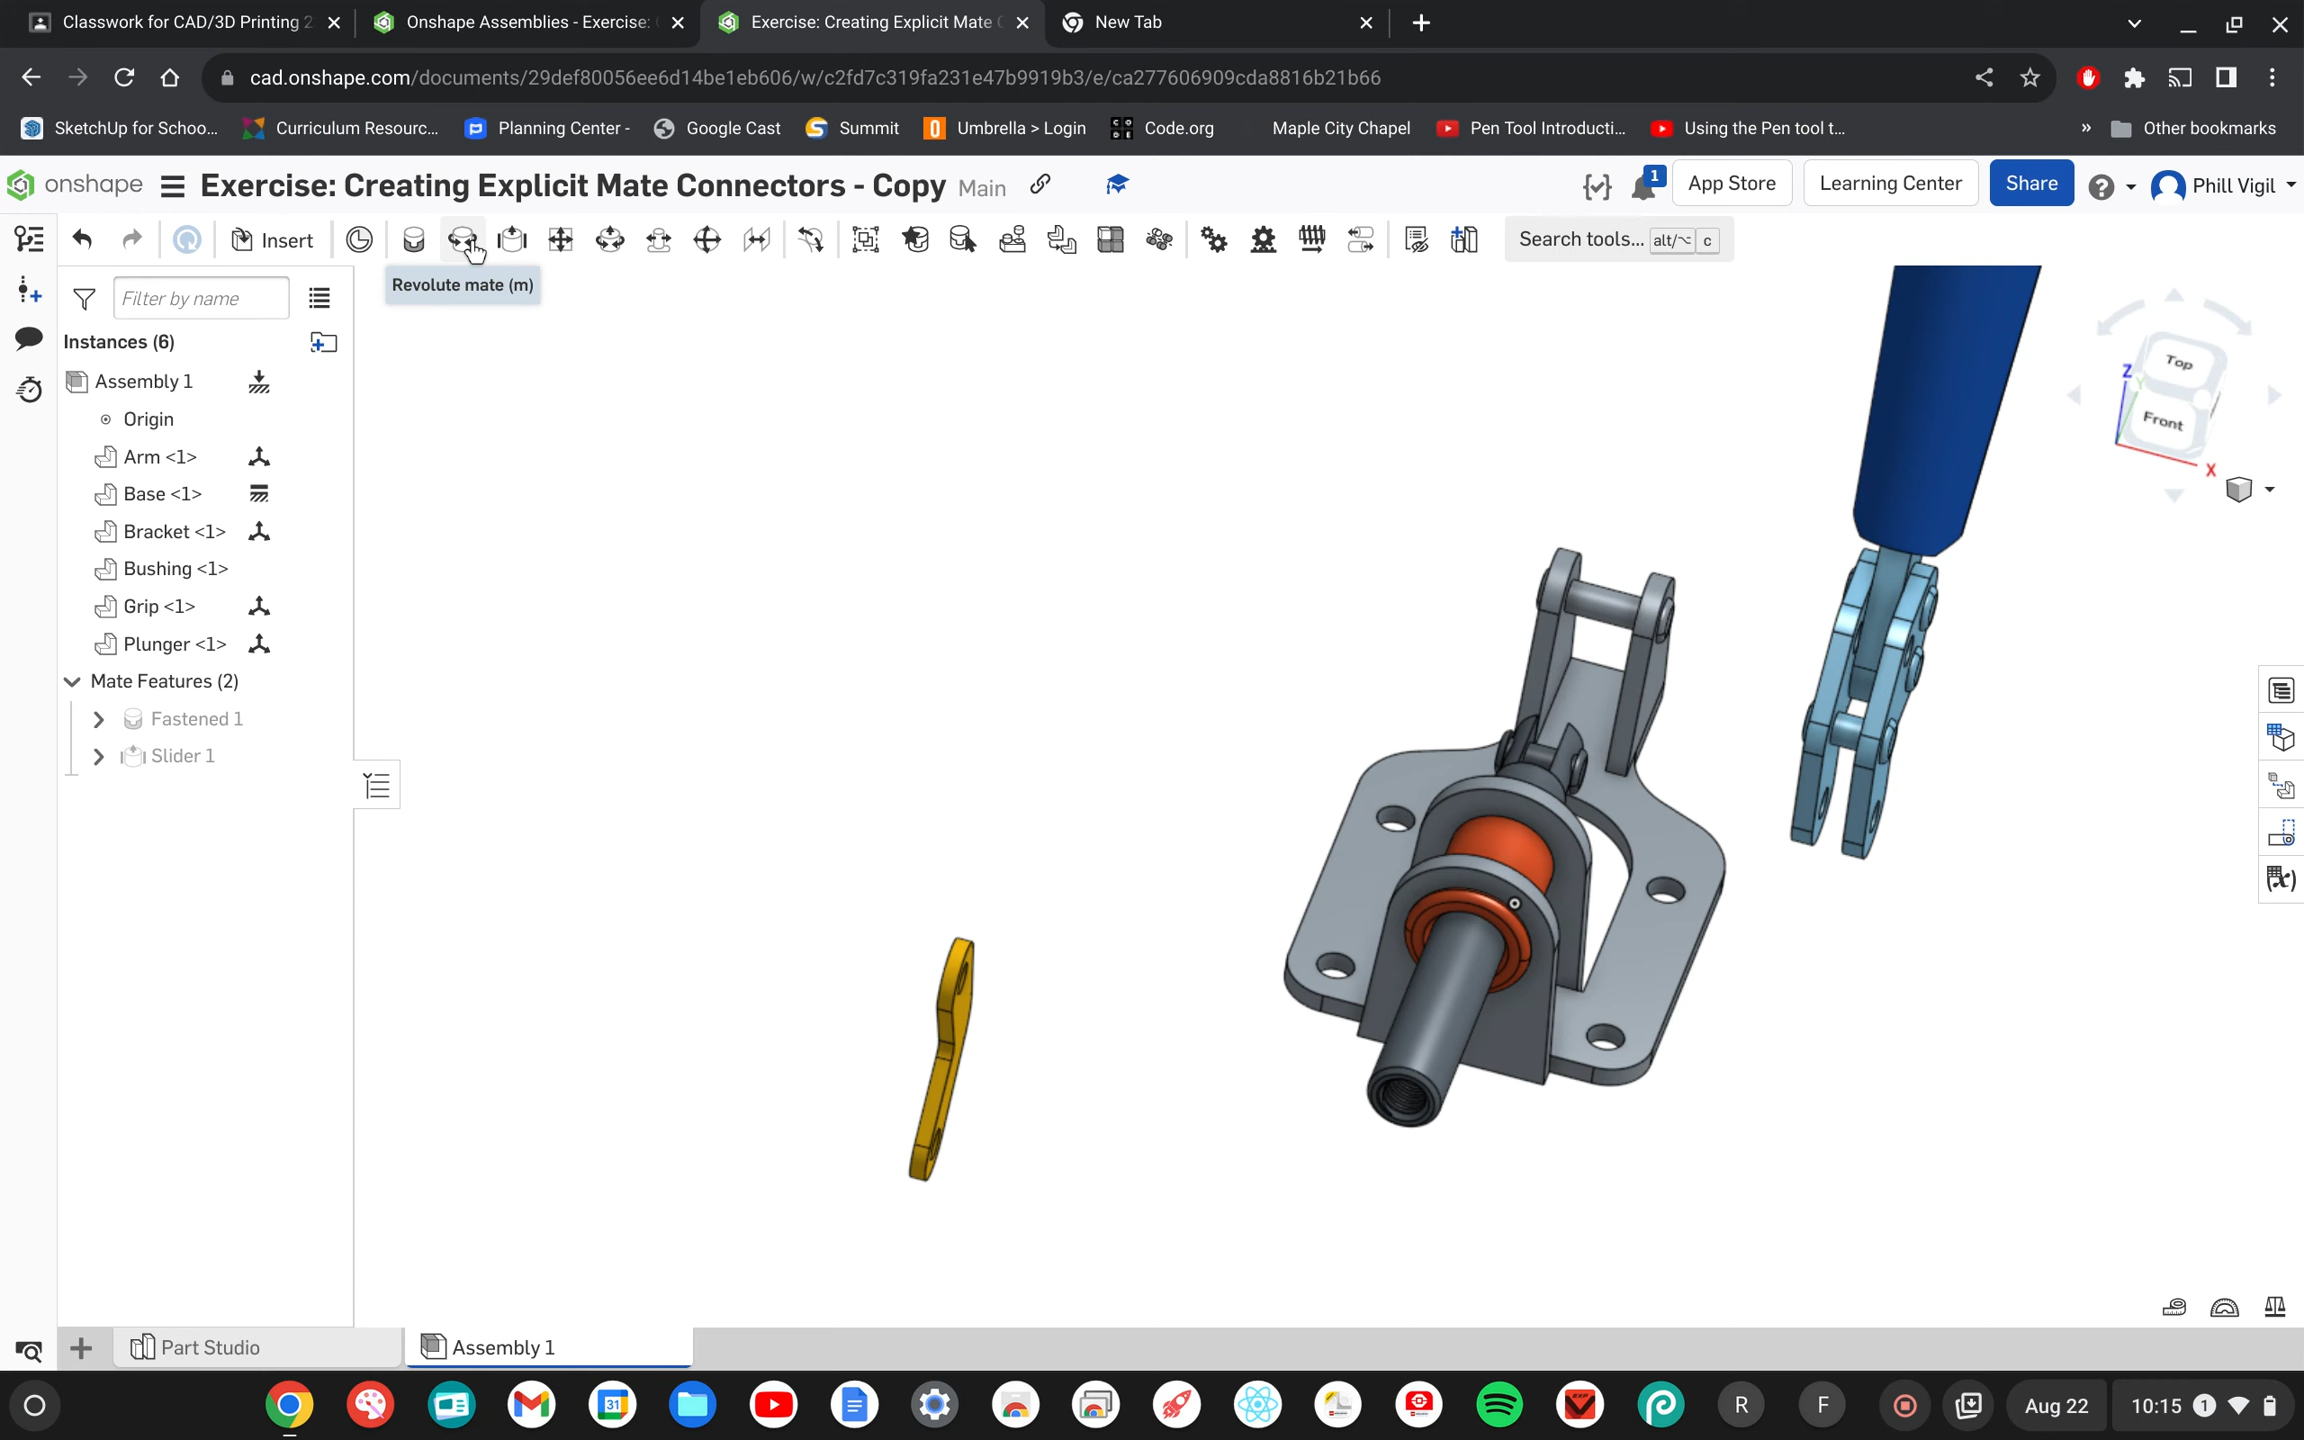 Classwork for CAD/3D Printing 2
Onshape Assemblies - Exercise: C
Exercise: Creating Explicit Mate C
New Tab
cad.onshape.com/documents/29def80056ee6d14be1eb606/w/c2fd7c319fa231e47b9919b3/e/ca277606909cda8816b21b66
SketchUp for Schoo...
Curriculum Resourc...
Planning Center -
Google Cast
Summit
Umbrella > Login
Code.org
Maple City Chapel
Pen Tool Introducti...
Using the Pen tool t...
»
Other bookmarks
onshape
Exercise: Creating Explicit Mate Connectors - Copy Main
1
App Store
Learning Center
Share
Phill Vigil
Insert
Search tools... alt/⌥ c
Revolute mate (m)
Filter by name
Instances (6)
Assembly 1
Origin
Arm <1>
Base <1>
Bracket <1>
Bushing <1>
Grip <1>
Plunger <1>
Mate Features (2)
Fastened 1
Slider 1
Top
Front
Z
Y
X
Part Studio
Assembly 1
31
R
F
Aug 22
10:15
1